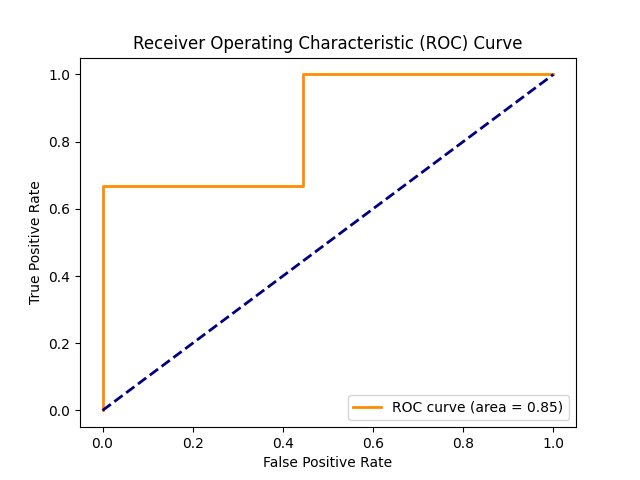 Receiver Operating Characteristic (ROC) Curve
1.0
0.8
0.6
0.4
0.2
0.0
True Positive Rate
0.0 0.2 0.4 0.6 0.8 1.0
False Positive Rate
ROC curve (area = 0.85)